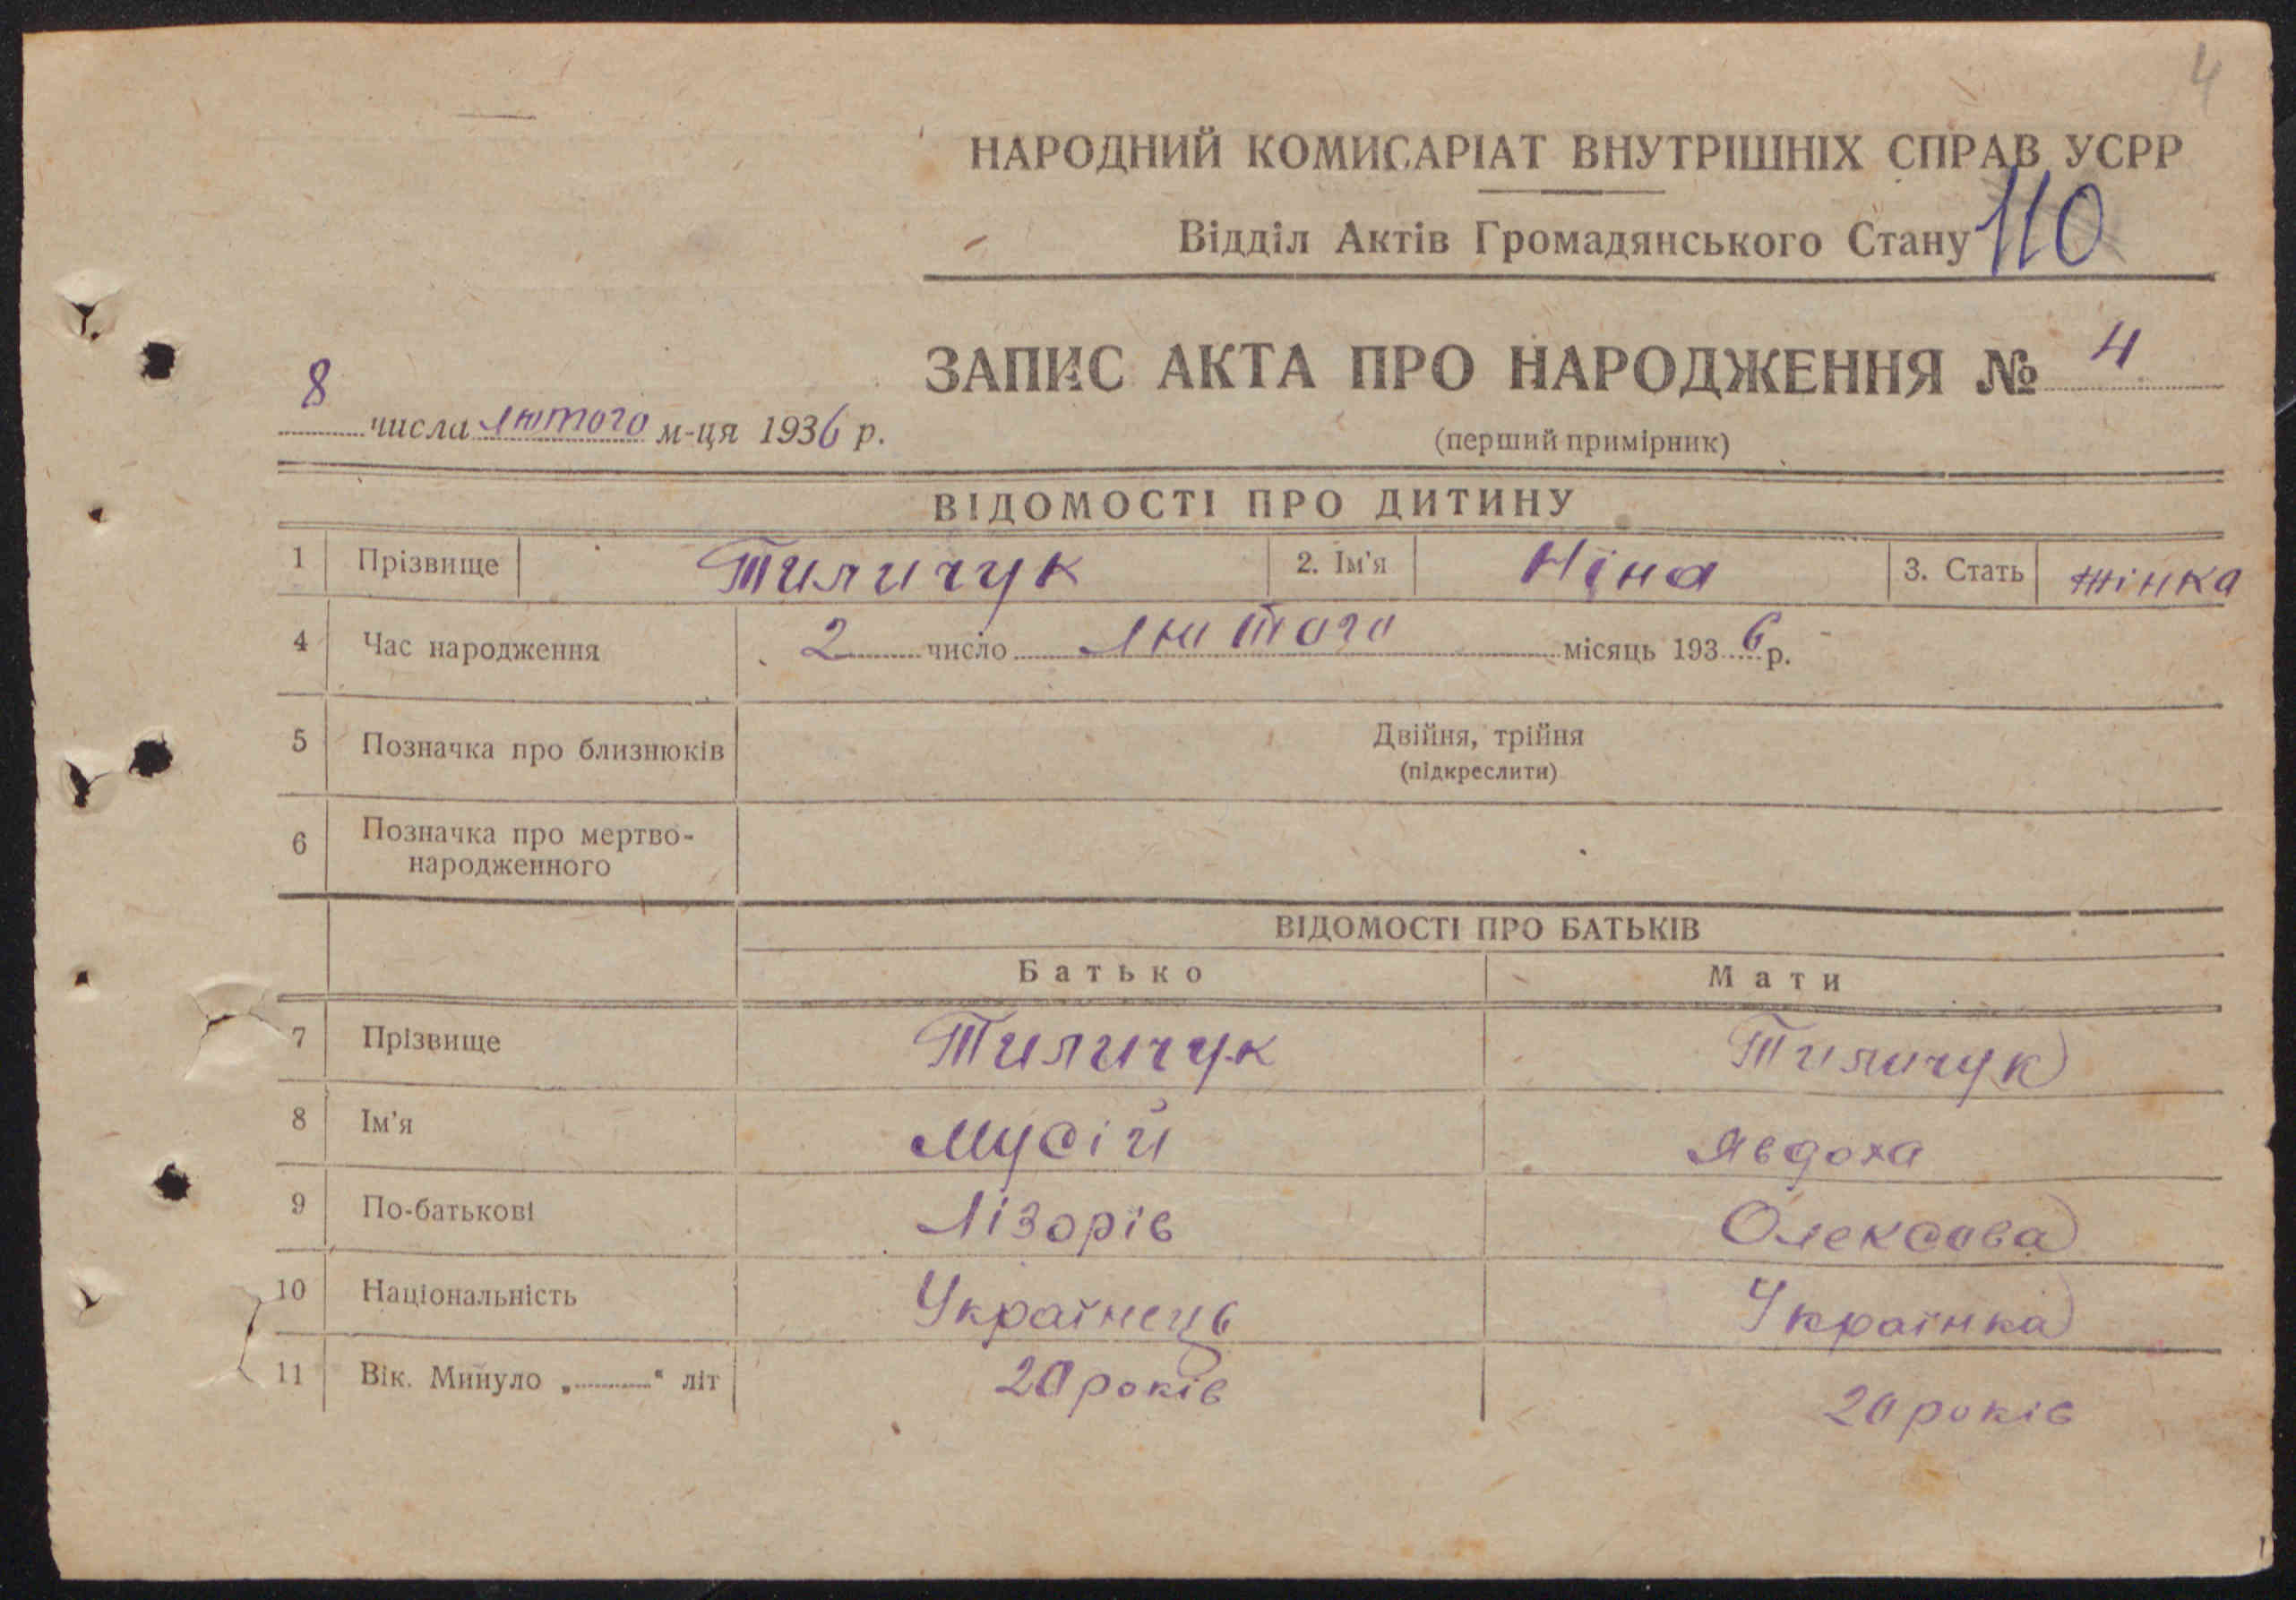 4
НАРОДНИЙ КОМИСАРІАТ ВНУТРІШНІХ СПРАВ УСРР
Відділ Актів Громадянського Стану 110
ЗАПИС АКТА ПРО НАРОДЖЕННЯ № 4
8 числа лютого м-ця 1936 р.
(перший примірник)
ВІДОМОСТІ ПРО ДИТИНУ
1 Прізвище Тиличук 2. Ім'я Ніна 3. Стать жінка
4 Час народження 2 число лютого місяць 1936 р.
5 Позначка про близнюків Двійня, трійня
(підкреслити)
6 Позначка про мертво-
народженного
ВІДОМОСТІ ПРО БАТЬКІВ
Батько Мати
7 Прізвище Тиличук Тиличук
8 Ім'я Мусій Явдоха
9 По-батькові Лізорів Олексова
10 Національність Українець Українка
11 Вік. Минуло „ “ літ 20 років 20 років